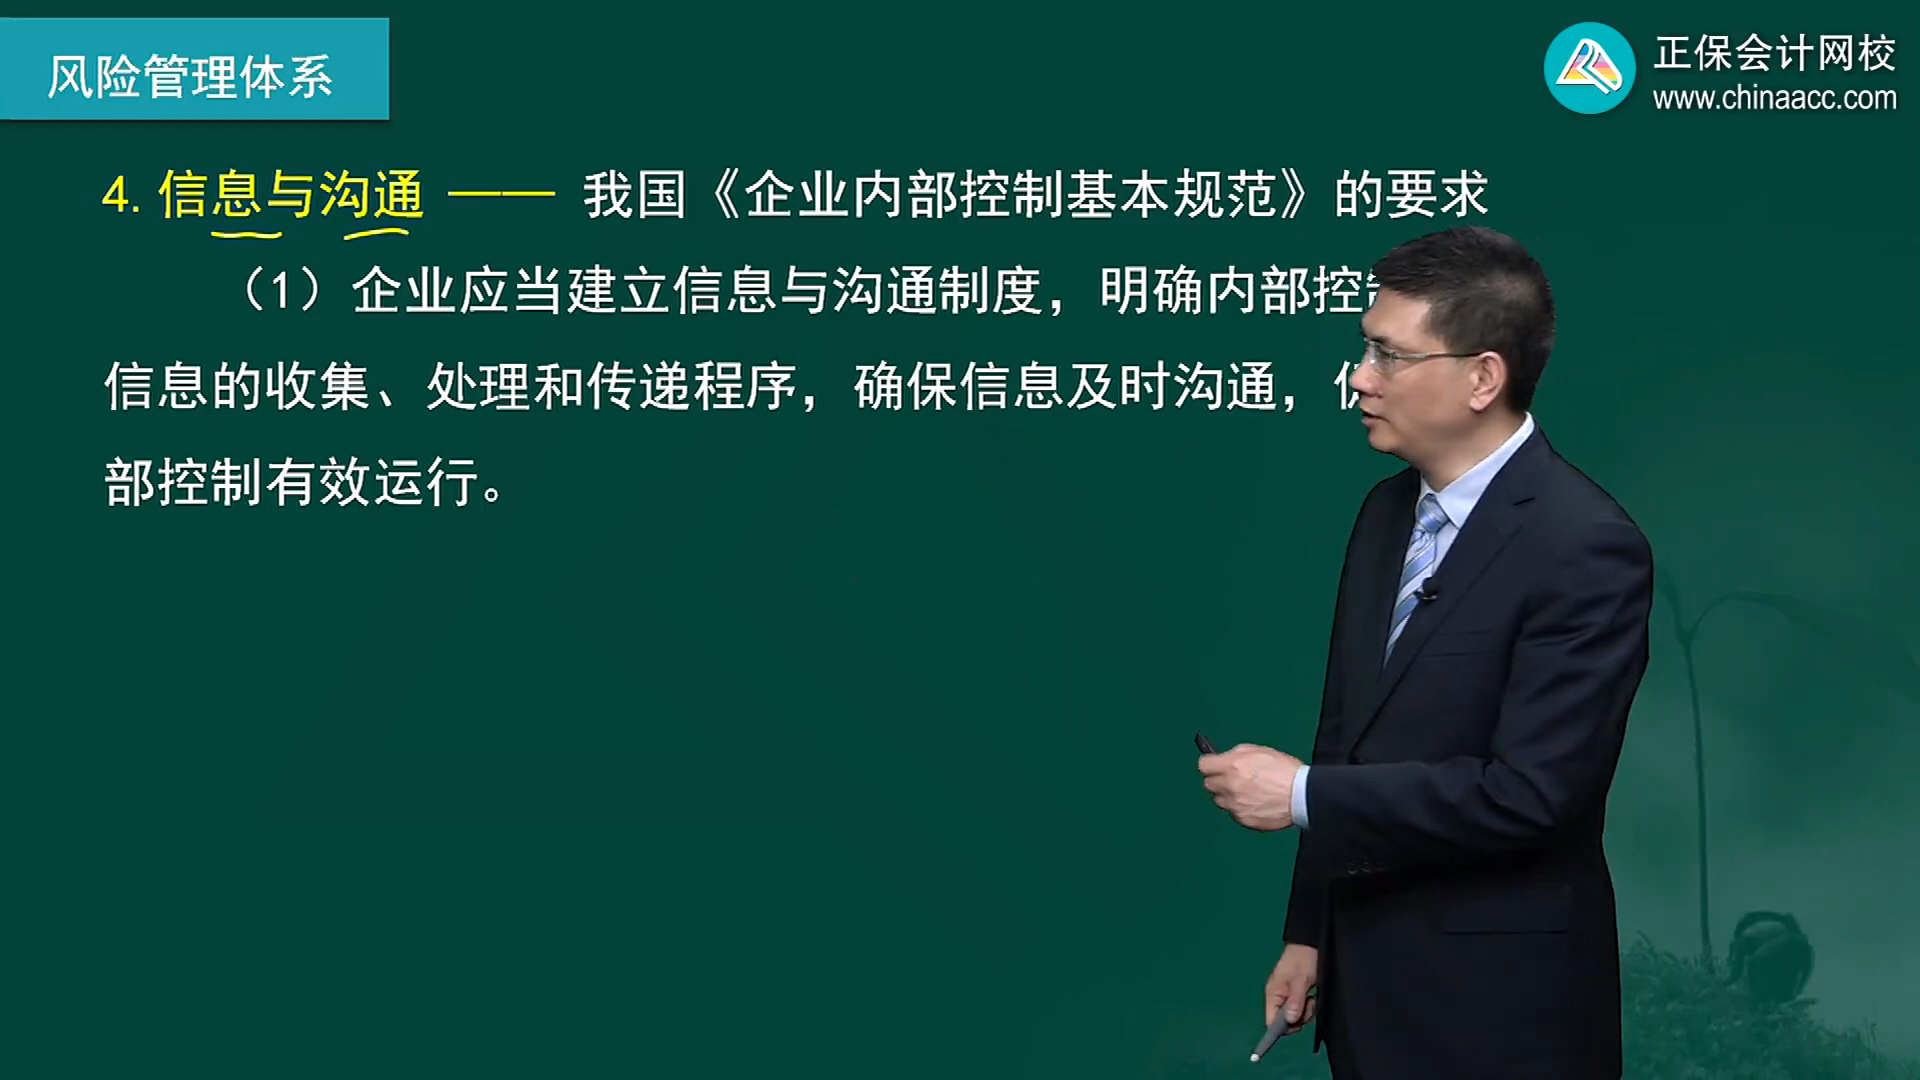 风险管理体系
正保会计网校
www.chinaacc.com
4. 信息与沟通 —— 我国《企业内部控制基本规范》的要求
（1）企业应当建立信息与沟通制度，明确内部控
信息的收集、处理和传递程序，确保信息及时沟通，
部控制有效运行。